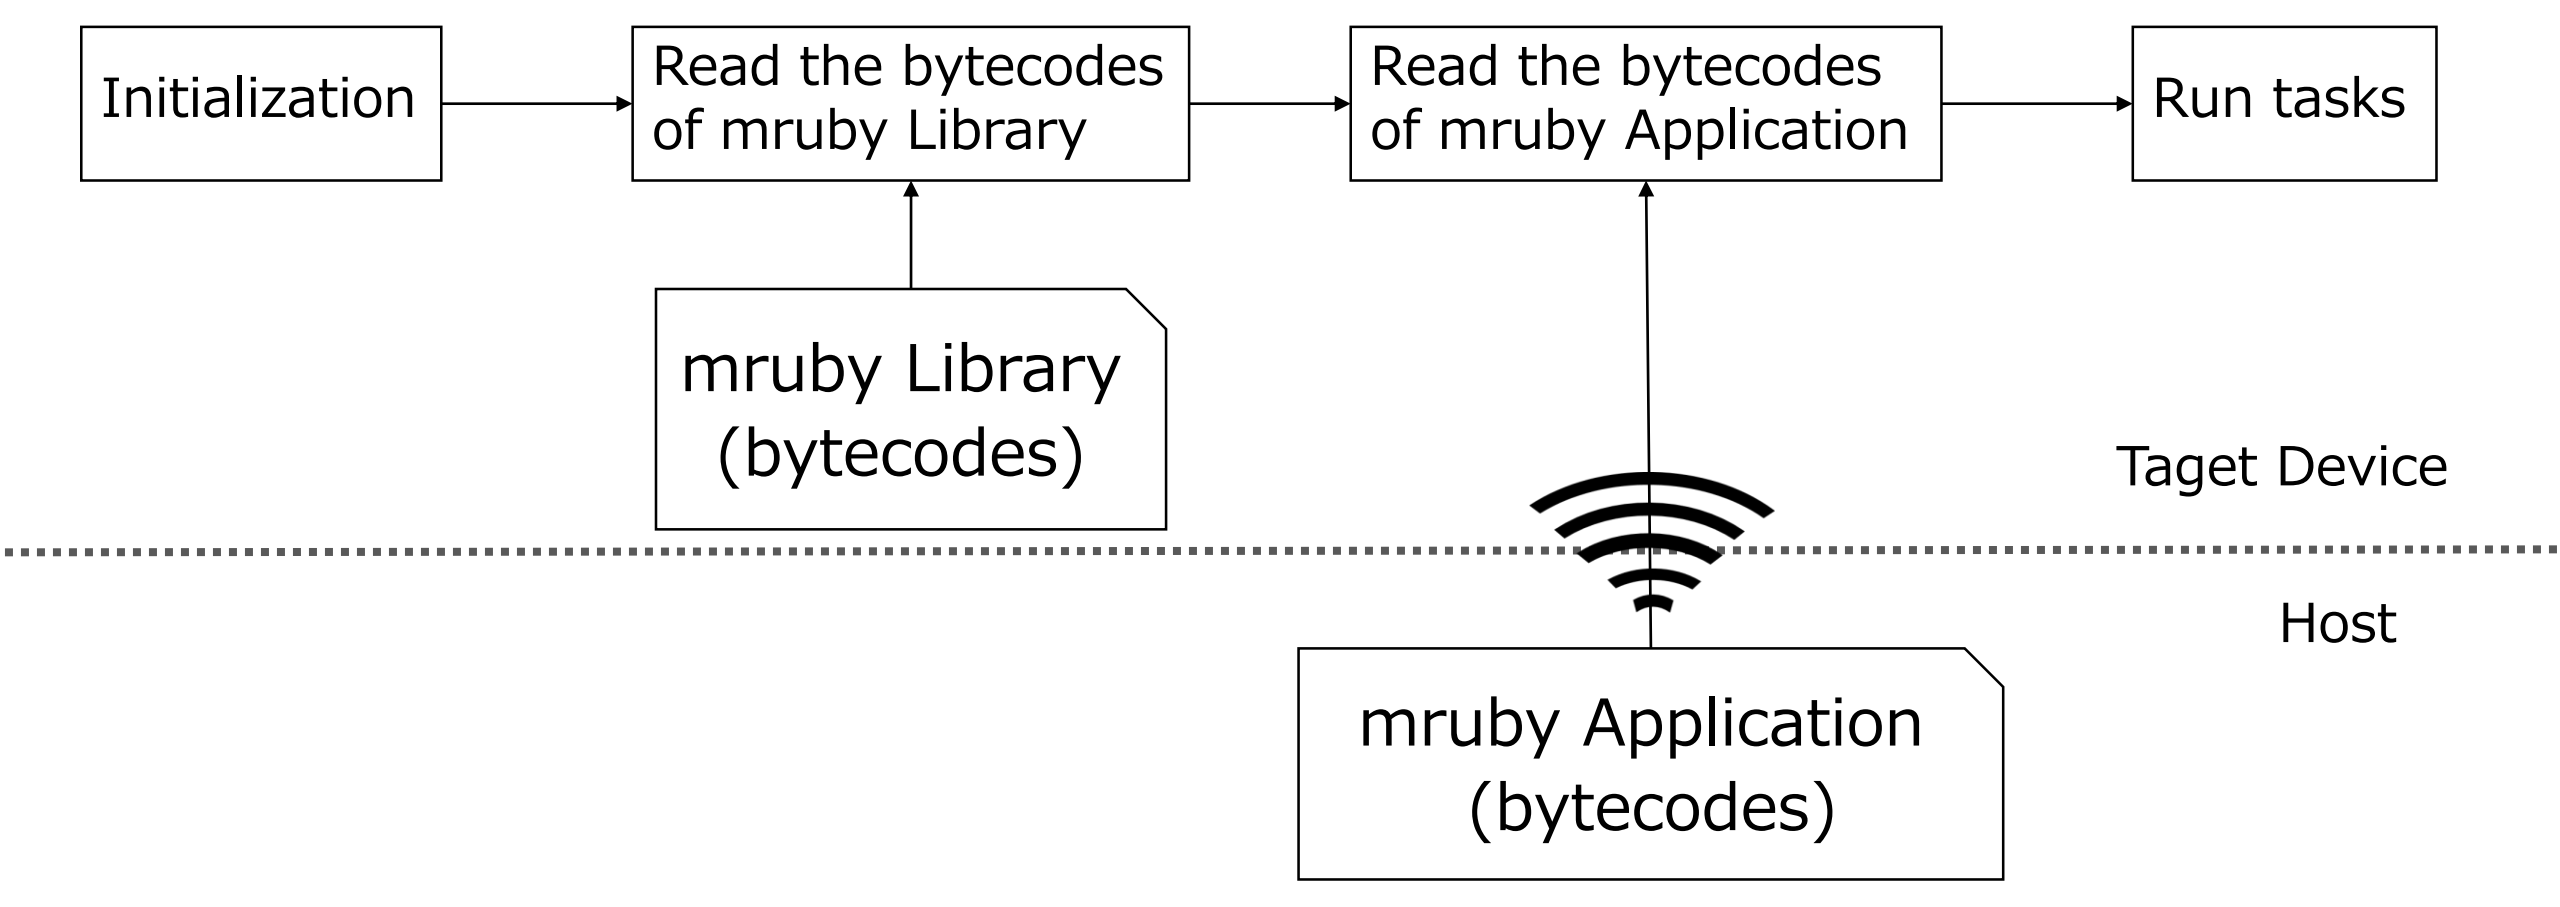 Initialization
Read the bytecodes
of mruby Library
Read the bytecodes
of mruby Application
Run tasks
mruby Library
(bytecodes)
Taget Device
Host
mruby Application
(bytecodes)